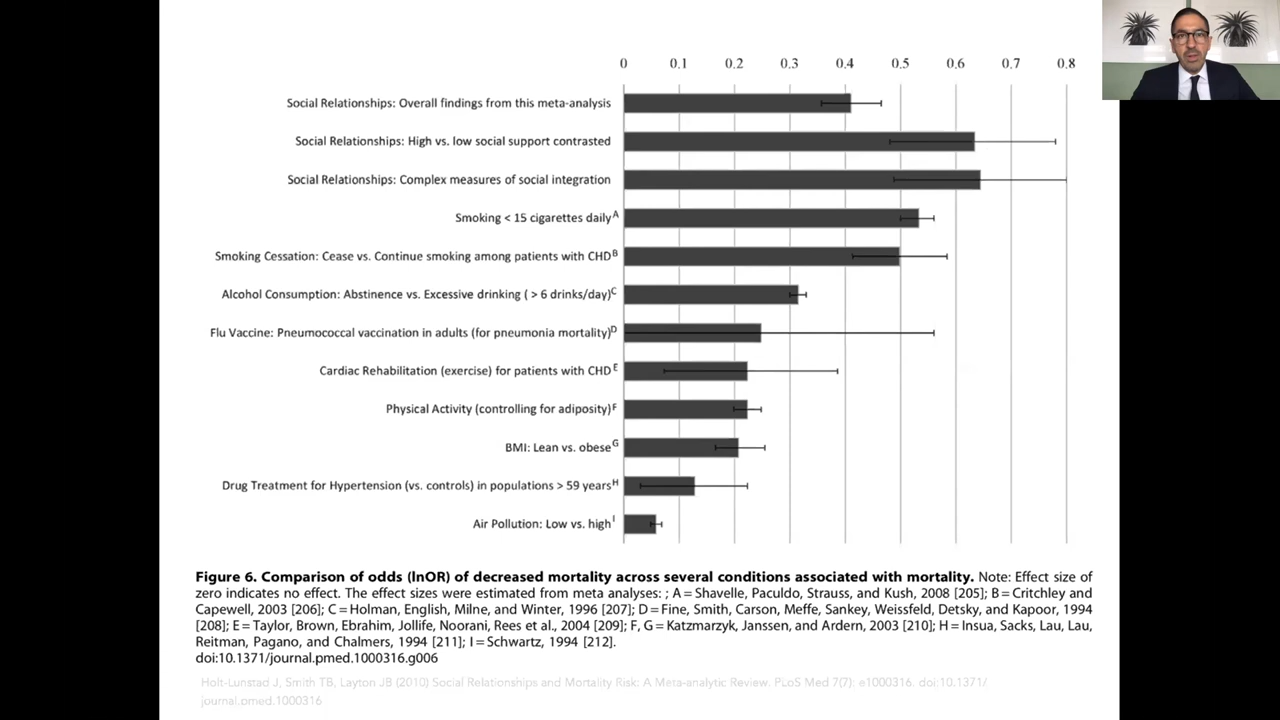 0 0.1 0.2 0.3 0.4 0.5 0.6 0.7 0.8
Social Relationships: Overall findings from this meta-analysis
Social Relationships: High vs. low social support contrasted
Social Relationships: Complex measures of social integration
Smoking < 15 cigarettes daily A
Smoking Cessation: Cease vs. Continue smoking among patients with CHD B
Alcohol Consumption: Abstinence vs. Excessive drinking ( > 6 drinks/day) C
Flu Vaccine: Pneumococcal vaccination in adults (for pneumonia mortality) D
Cardiac Rehabilitation (exercise) for patients with CHD E
Physical Activity (controlling for adiposity) F
BMI: Lean vs. obese G
Drug Treatment for Hypertension (vs. controls) in populations > 59 years H
Air Pollution: Low vs. high I
Figure 6. Comparison of odds (lnOR) of decreased mortality across several conditions associated with mortality. Note: Effect size of
zero indicates no effect. The effect sizes were estimated from meta analyses: ; A = Shavelle, Paculdo, Strauss, and Kush, 2008 [205]; B = Critchley and
Capewell, 2003 [206]; C = Holman, English, Milne, and Winter, 1996 [207]; D = Fine, Smith, Carson, Meffe, Sankey, Weissfeld, Detsky, and Kapoor, 1994
[208]; E = Taylor, Brown, Ebrahim, Jollife, Noorani, Rees et al., 2004 [209]; F, G = Katzmarzyk, Janssen, and Ardern, 2003 [210]; H = Insua, Sacks, Lau, Lau,
Reitman, Pagano, and Chalmers, 1994 [211]; I = Schwartz, 1994 [212].
doi:10.1371/journal.pmed.1000316.g006
Holt-Lunstad J, Smith TB, Layton JB (2010) Social Relationships and Mortality Risk: A Meta-analytic Review. PLoS Med 7(7): e1000316. doi:10.1371/
journal.pmed.1000316